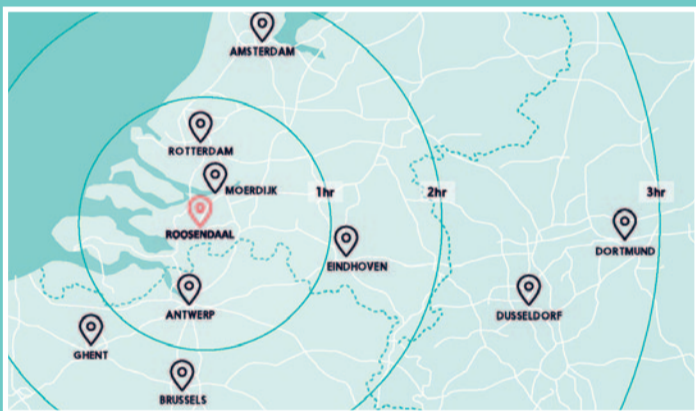 AMSTERDAM
ROTTERDAM
MOERDIJK
1hr
2hr
3hr
ROOSENDAAL
EINDHOVEN
DORTMUND
ANTWERP
DUSSELDORF
GHENT
BRUSSELS